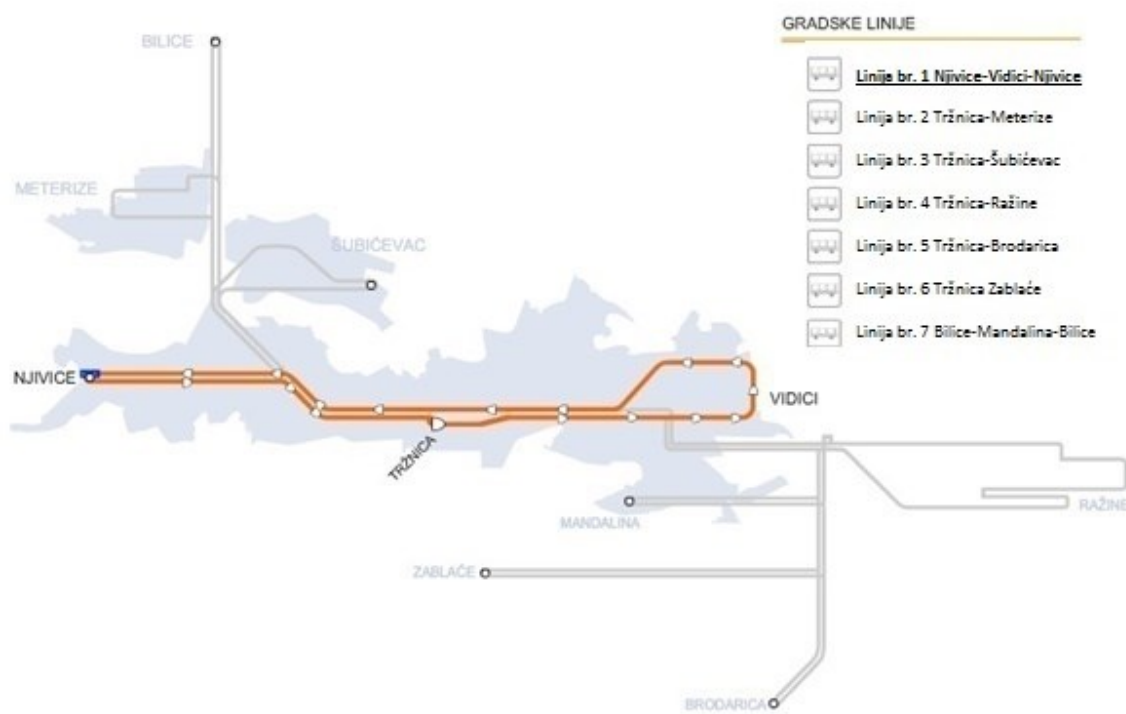 GRADSKE LINIJE
Linija br. 1 Njivice-Vidici-Njivice
Linija br. 2 Tržnica-Meterize
Linija br. 3 Tržnica-Šubićevac
Linija br. 4 Tržnica-Ražine
Linija br. 5 Tržnica-Brodarica
Linija br. 6 Tržnica Zablaće
Linija br. 7 Bilice-Mandalina-Bilice
BILICE
METERIZE
ŠUBIĆEVAC
NJIVICE
VIDICI
TRŽNICA
RAŽINE
MANDALINA
ZABLAĆE
BRODARICA